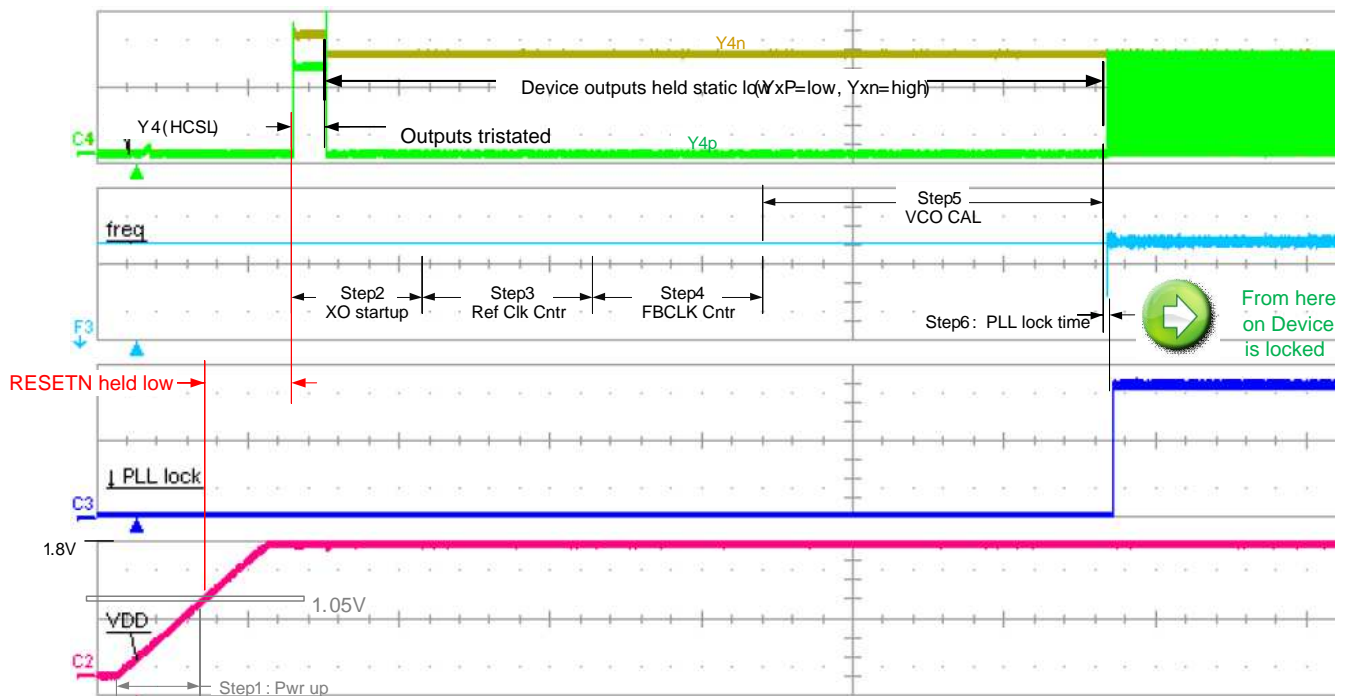 Y4n
Device outputs held static low (YxP=low, Yxn=high)
Y4(HCSL)
Outputs tristated
C4
Y4p
Step5
VCO CAL
freq
Step2
XO startup
Step3
Ref Clk Cntr
Step4
FBCLK Cntr
Step6: PLL lock time
From here
on Device
is locked
F3
RESETN held low
↓ PLL lock
C3
1.8V
1.05V
VDD
C2
Step1: Pwr up